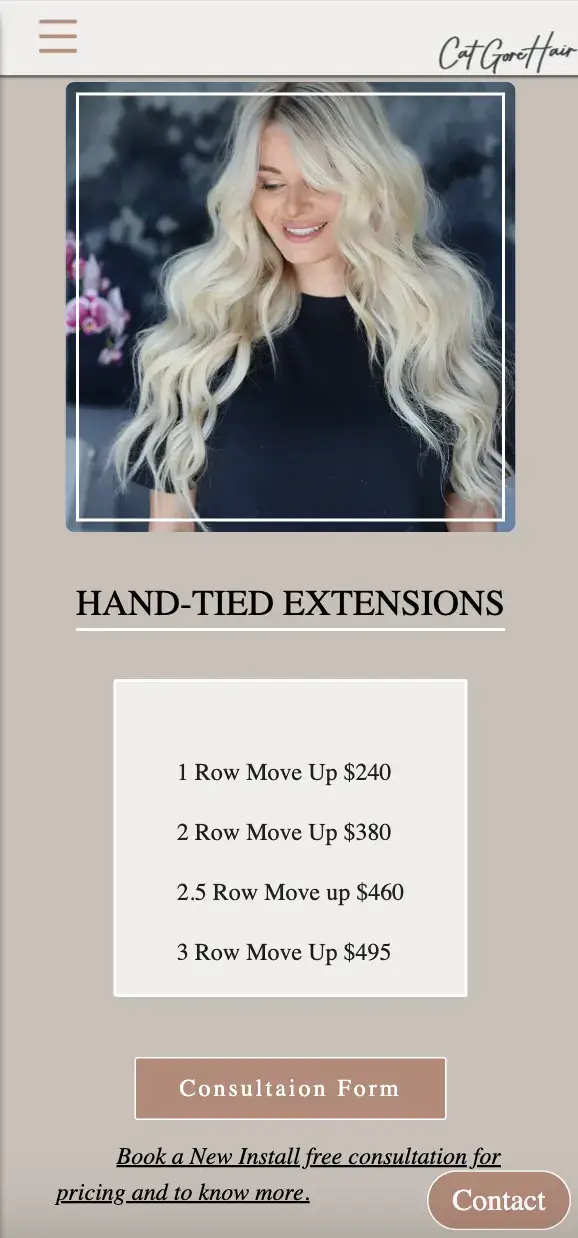 Cat Gore Hair
HAND-TIED EXTENSIONS
1 Row Move Up $240
2 Row Move Up $380
2.5 Row Move up $460
3 Row Move Up $495
Consultaion Form
Book a New Install free consultation for
pricing and to know more.
Contact